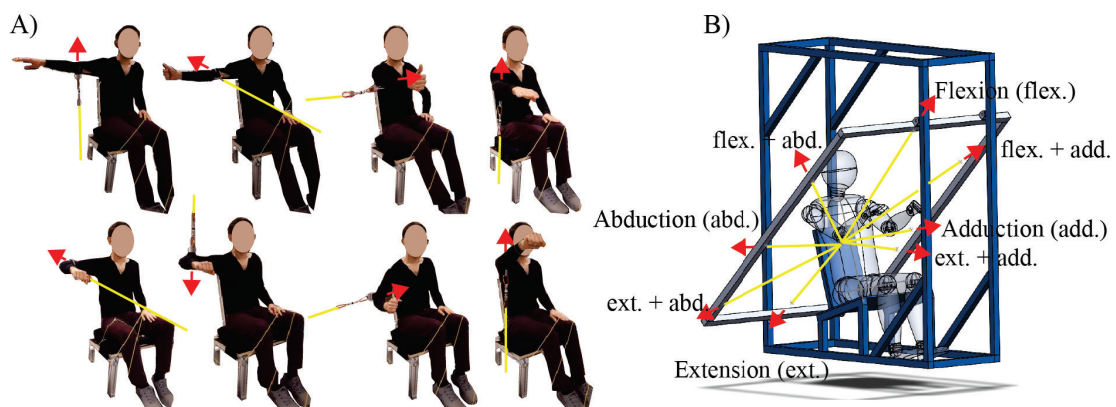 A)
B)
Flexion (flex.)
flex. + abd.
flex. + add.
Abduction (abd.)
Adduction (add.)
ext. + add.
ext. + abd.
Extension (ext.)